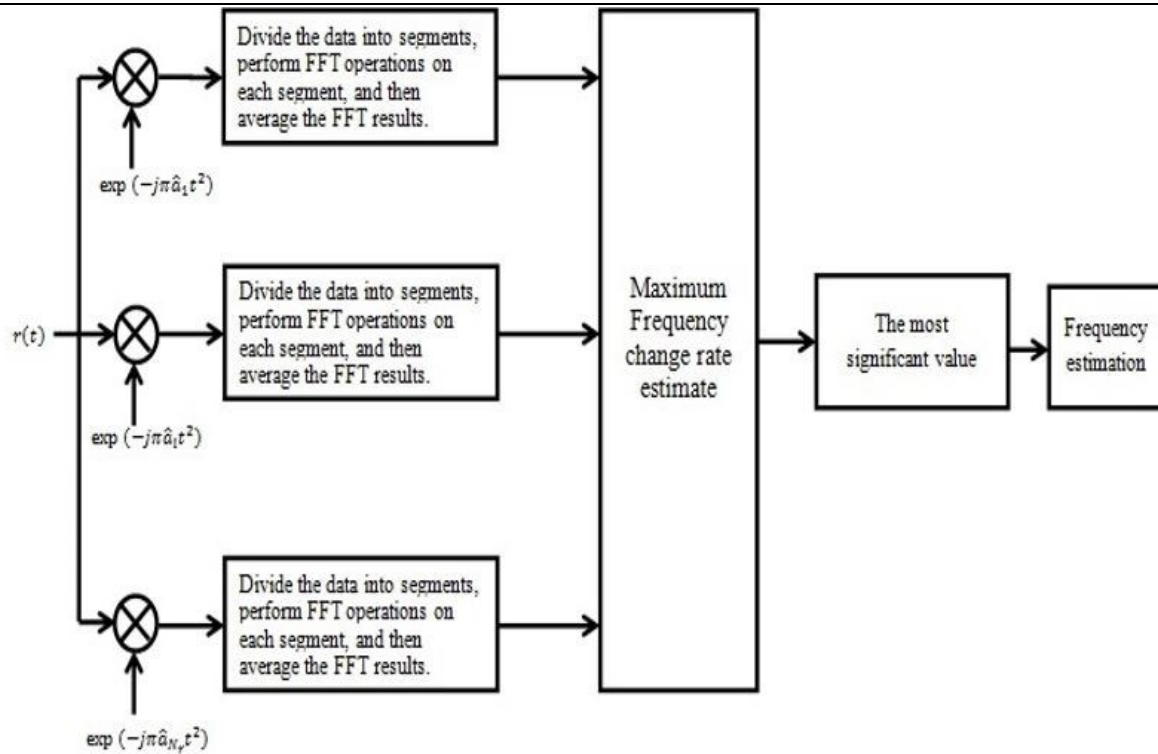 Divide the data into segments,
perform FFT operations on
each segment, and then
average the FFT results.
exp (−jπâ₁t²)
r(t)
Divide the data into segments,
perform FFT operations on
each segment, and then
average the FFT results.
exp (−jπâₗt²)
Divide the data into segments,
perform FFT operations on
each segment, and then
average the FFT results.
exp (−jπâ_{N_γ}t²)
Maximum
Frequency
change rate
estimate
The most
significant value
Frequency
estimation